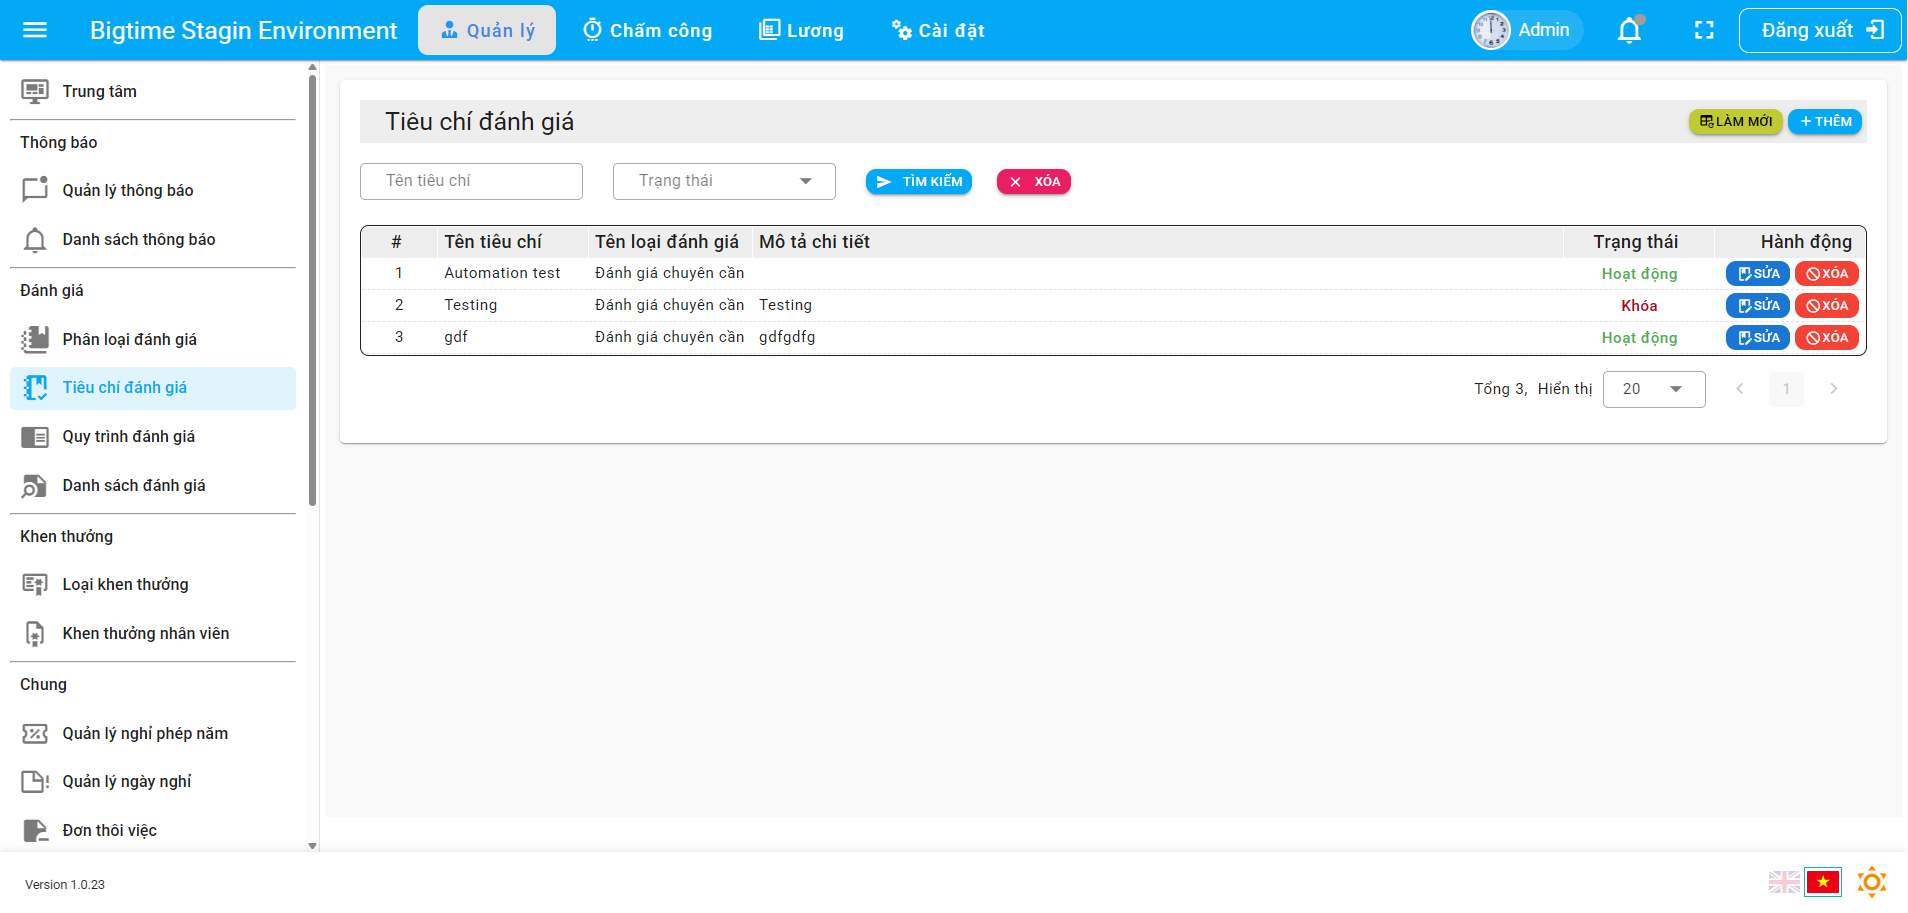 Bigtime Stagin Environment
Quản lý
Chấm công
Lương
Cài đặt
Admin
Đăng xuất
Trung tâm
Thông báo
Quản lý thông báo
Danh sách thông báo
Đánh giá
Phân loại đánh giá
Tiêu chí đánh giá
Quy trình đánh giá
Danh sách đánh giá
Khen thưởng
Loại khen thưởng
Khen thưởng nhân viên
Chung
Quản lý nghỉ phép năm
Quản lý ngày nghỉ
Đơn thôi việc
Tiêu chí đánh giá
LÀM MỚI
THÊM
Tên tiêu chí
Trạng thái
TÌM KIẾM
XÓA
# Tên tiêu chí Tên loại đánh giá Mô tả chi tiết Trạng thái Hành động
1 Automation test Đánh giá chuyên cần Hoạt động SỬA XÓA
2 Testing Đánh giá chuyên cần Testing Khóa SỬA XÓA
3 gdf Đánh giá chuyên cần gdfgdfg Hoạt động SỬA XÓA
Tổng 3, Hiển thị 20 1
Version 1.0.23